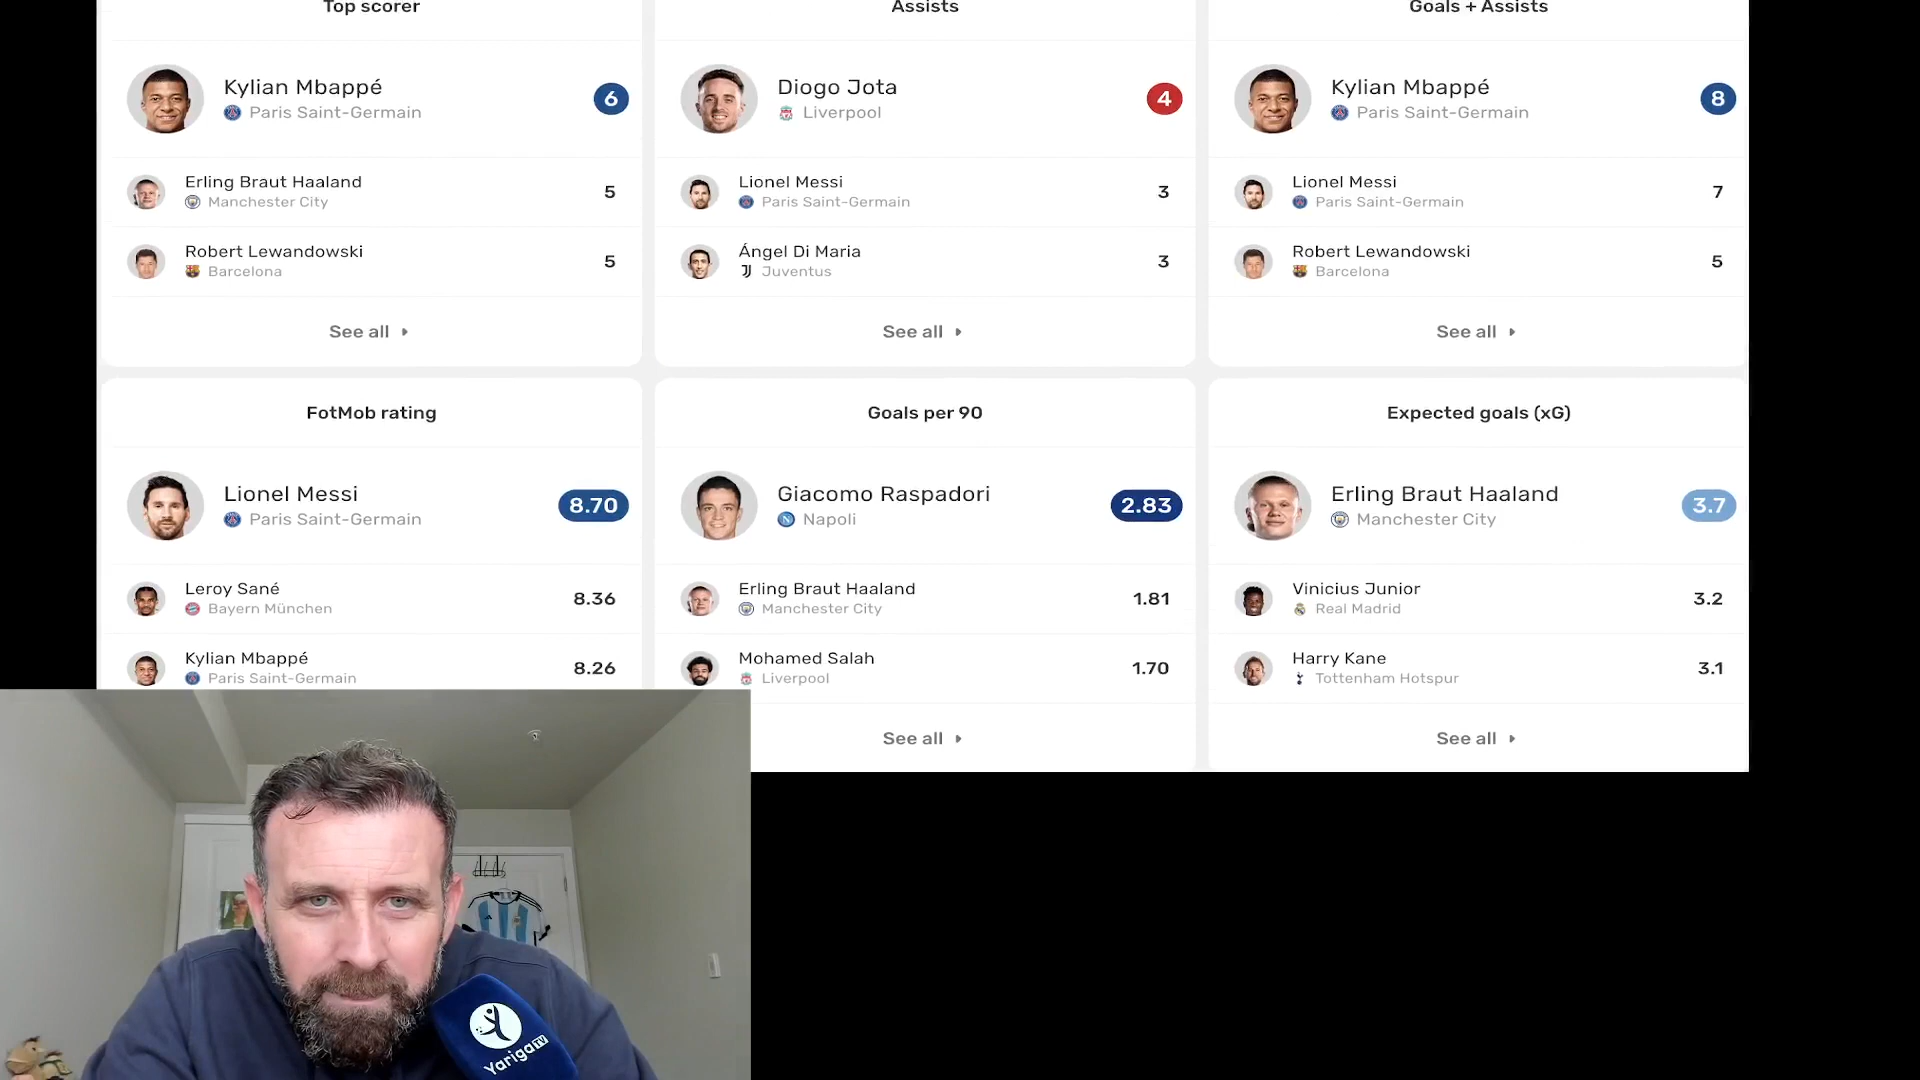 Top scorer
Kylian Mbappé
Paris Saint-Germain
6
Erling Braut Haaland
Manchester City
5
Robert Lewandowski
Barcelona
5
See all
Assists
Diogo Jota
Liverpool
4
Lionel Messi
Paris Saint-Germain
3
Ángel Di Maria
Juventus
3
See all
Goals + Assists
Kylian Mbappé
Paris Saint-Germain
8
Lionel Messi
Paris Saint-Germain
7
Robert Lewandowski
Barcelona
5
See all
FotMob rating
Lionel Messi
Paris Saint-Germain
8.70
Leroy Sané
Bayern München
8.36
Kylian Mbappé
Paris Saint-Germain
8.26
Goals per 90
Giacomo Raspadori
Napoli
2.83
Erling Braut Haaland
Manchester City
1.81
Mohamed Salah
Liverpool
1.70
See all
Expected goals (xG)
Erling Braut Haaland
Manchester City
3.7
Vinicius Junior
Real Madrid
3.2
Harry Kane
Tottenham Hotspur
3.1
See all
Yariga TV